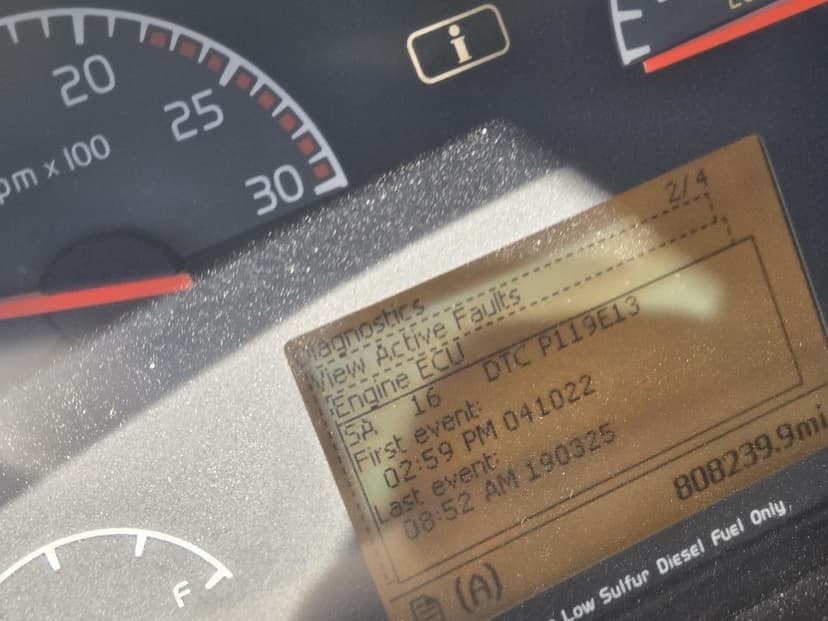 20
25
30
pm x 100
i
2/4
Diagnostics
View Active Faults
Engine ECU
SA 16 DTC P119E13
First event:
02:59 PM 041022
Last event:
08:52 AM 190325
808239.9mi
(A)
F
Low Sulfur Diesel Fuel Only